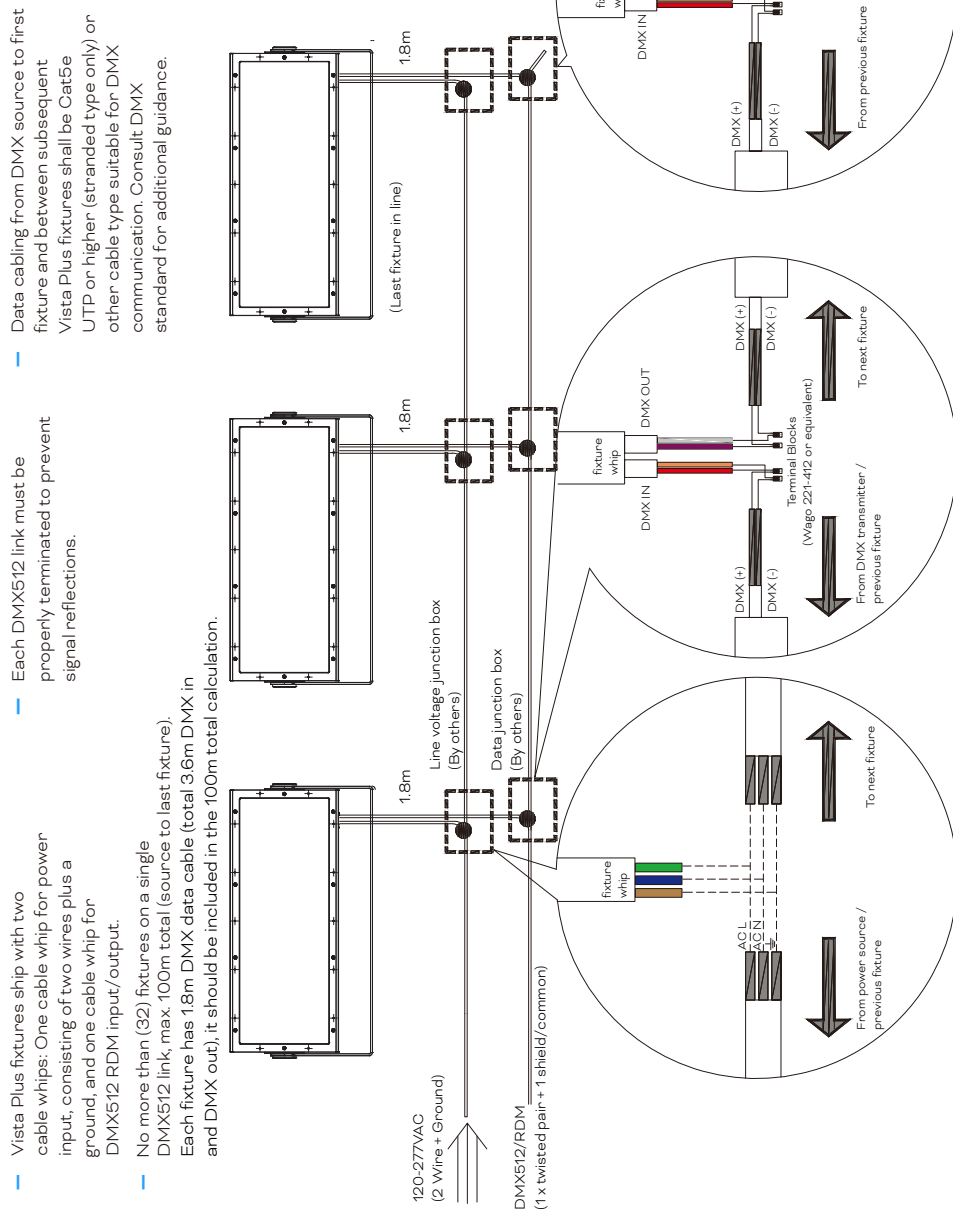 Vista Plus fixtures ship with two
cable whips: One cable whip for power
input, consisting of two wires plus a
ground, and one cable whip for
DMX512 RDM input/output.
No more than (32) fixtures on a single
DMX512 link, max. 100m total (source to last fixture).
Each fixture has 1.8m DMX data cable (total 3.6m DMX in
and DMX out), it should be included in the 100m total calculation.
Each DMX512 link must be
properly terminated to prevent
signal reflections.
Data cabling from DMX source to first
fixture and between subsequent
Vista Plus fixtures shall be Cat5e
UTP or higher (stranded type only) or
other cable type suitable for DMX
communication. Consult DMX
standard for additional guidance.
(Last fixture in line)
1.8m
1.8m
1.8m
120-277VAC
(2 Wire + Ground)
Line voltage junction box
(By others)
Data junction box
(By others)
DMX512/RDM
(1 x twisted pair + 1 shield/common)
fixture
whip
AC L
AC N
From power source /
previous fixture
To next fixture
fixture
whip
DMX IN
DMX OUT
DMX (+)
DMX (-)
DMX (+)
DMX (-)
Terminal Blocks
(Wago 221-412 or equivalent)
From DMX transmitter /
previous fixture
To next fixture
DMX IN
DMX (+)
DMX (-)
From previous fixture